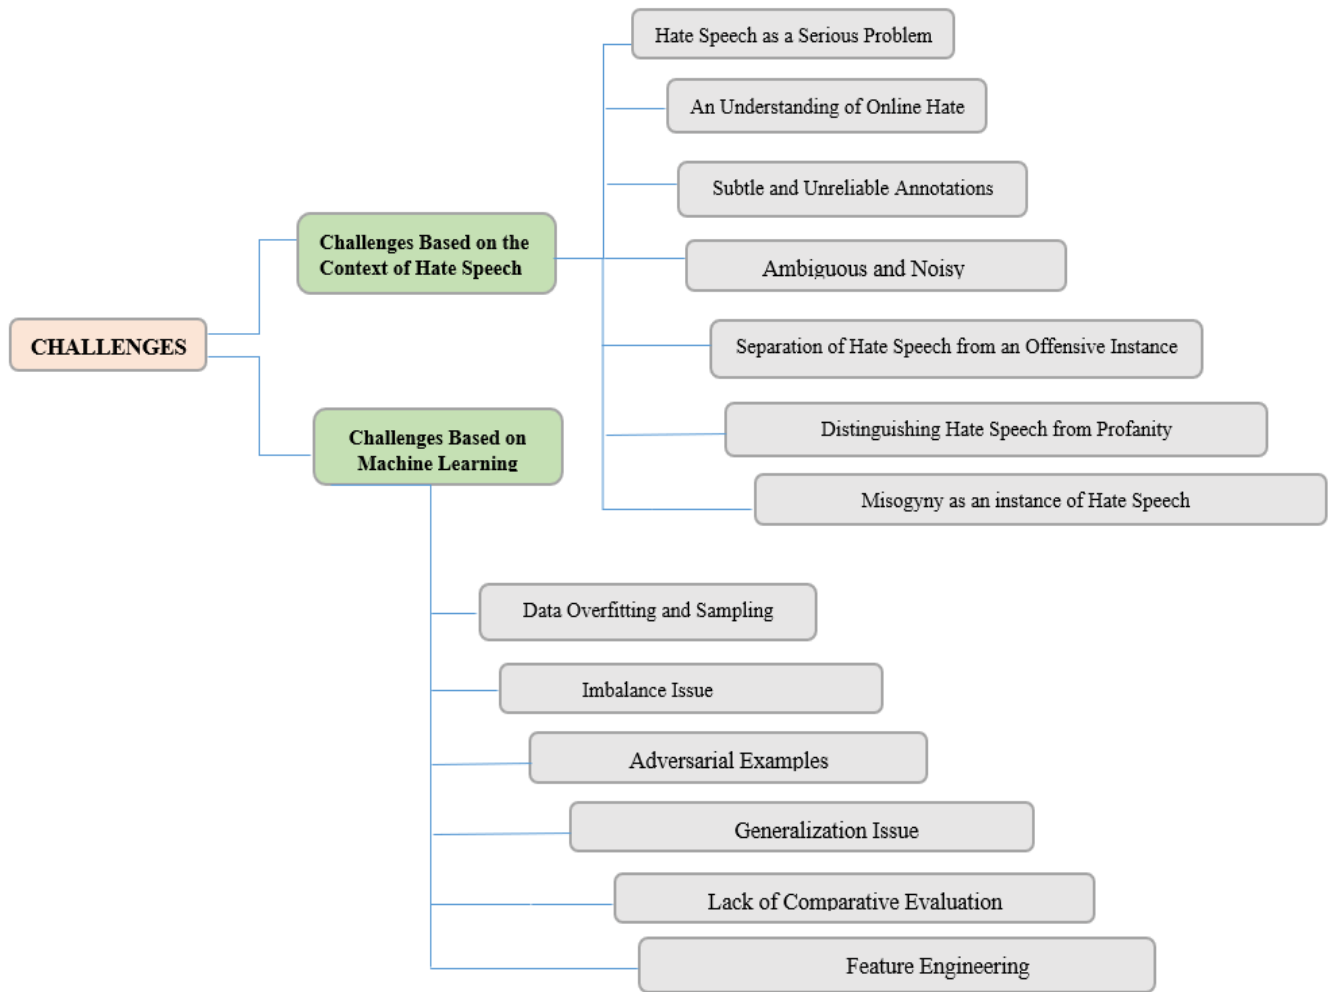 Hate Speech as a Serious Problem
An Understanding of Online Hate
Subtle and Unreliable Annotations
Challenges Based on the
Context of Hate Speech
Ambiguous and Noisy
CHALLENGES
Separation of Hate Speech from an Offensive Instance
Distinguishing Hate Speech from Profanity
Challenges Based on
Machine Learning
Misogyny as an instance of Hate Speech
Data Overfitting and Sampling
Imbalance Issue
Adversarial Examples
Generalization Issue
Lack of Comparative Evaluation
Feature Engineering